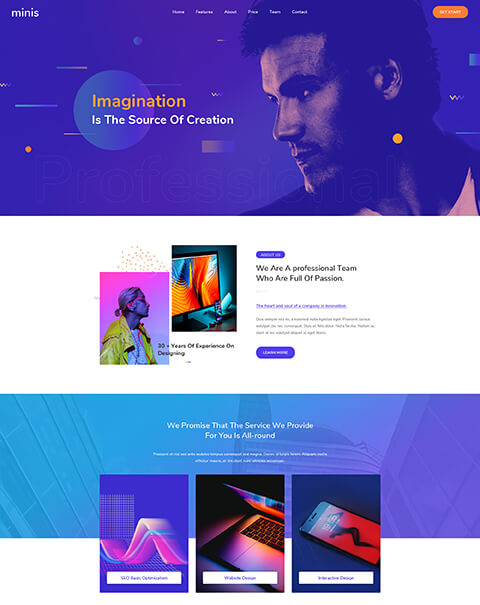 minis
Home Features About Price Team Contact
GET START
Imagination
Is The Source Of Creation
Professional
ABOUT US
We Are A professional Team
Who Are Full Of Passion.
The heart and soul of a company is innovation.
30 + Years Of Experience On
Designing
LEARN MORE
We Promise That The Service We Provide
For You Is All-round
SEO Basic Optimization
Website Design
Interactive Design